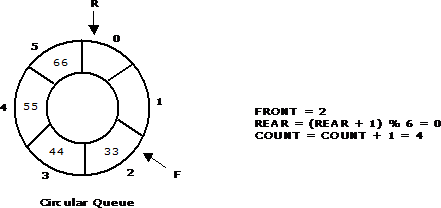 R
5
0
66
4
55
1
44
33
3
2
F
FRONT = 2
REAR = (REAR + 1) % 6 = 0
COUNT = COUNT + 1 = 4
Circular Queue